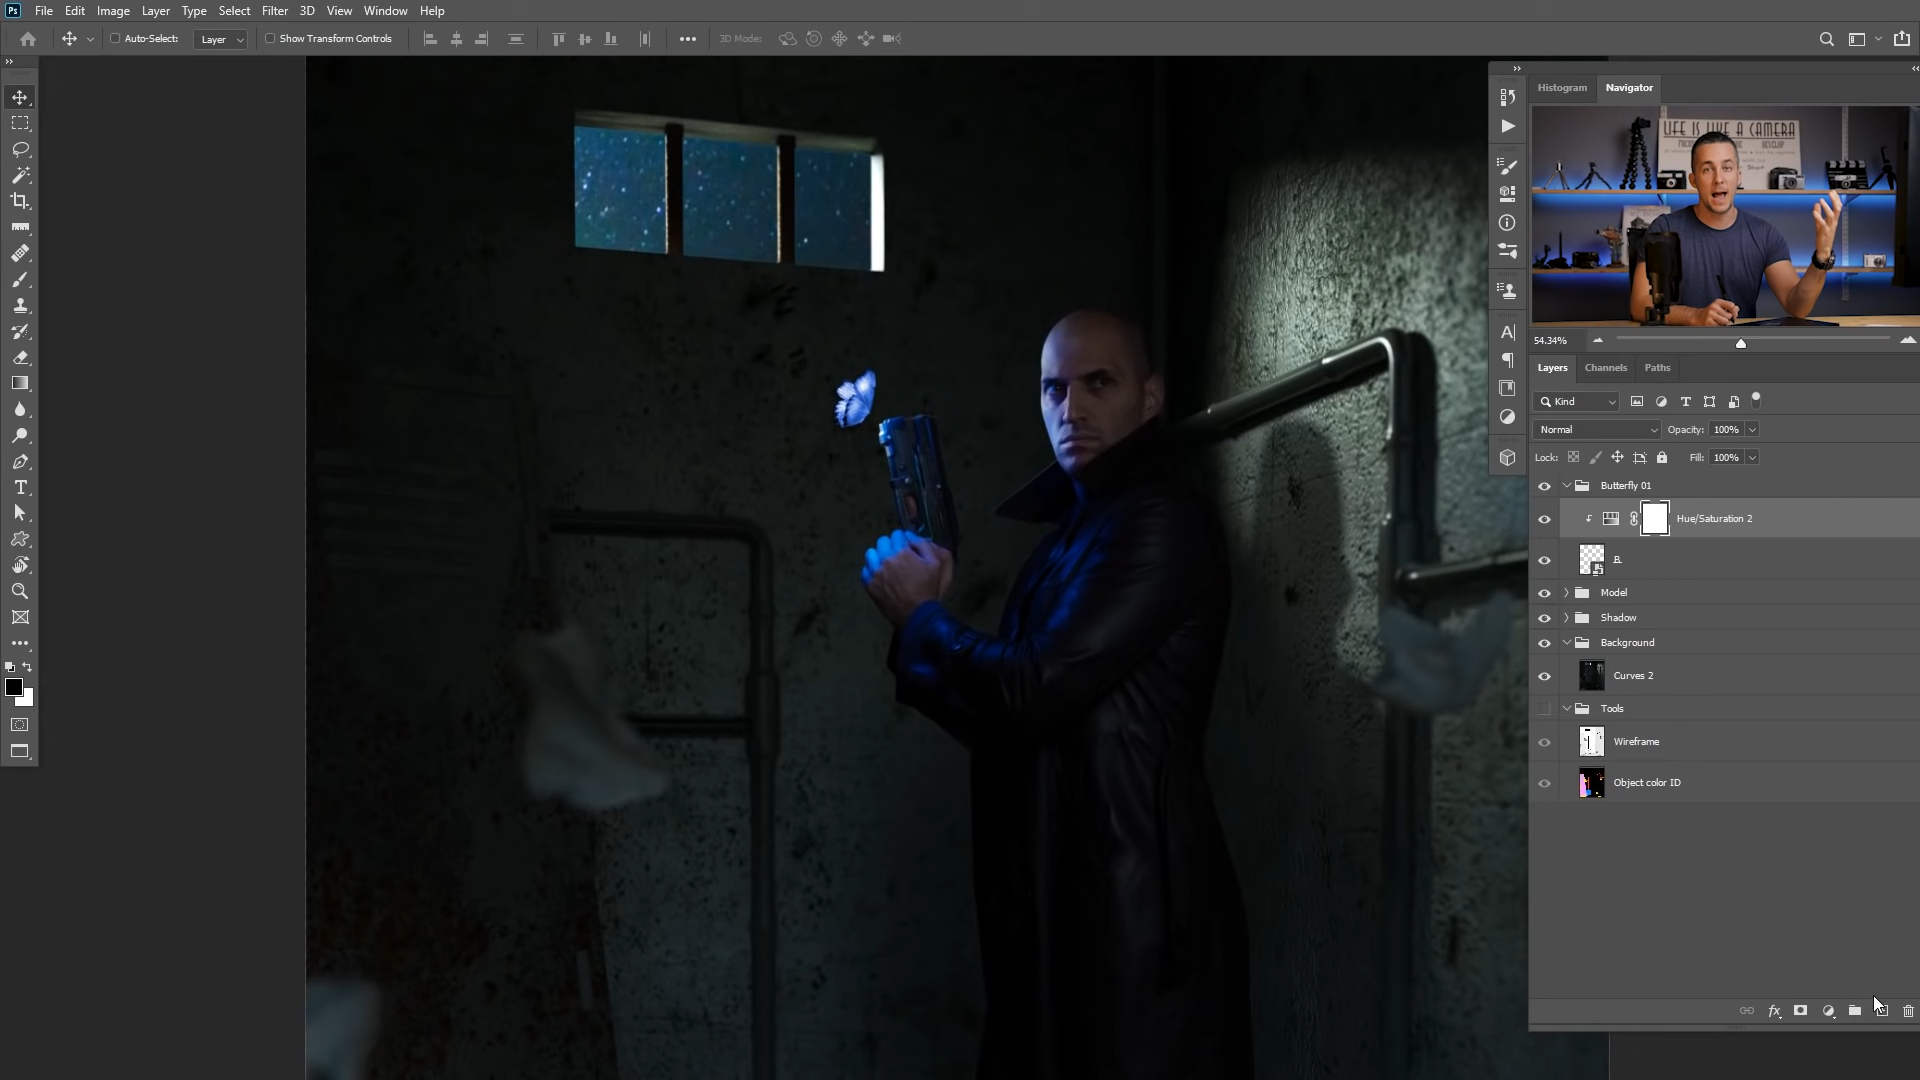 Ps File Edit Image Layer Type Select Filter 3D View Window Help
Auto-Select: Layer Show Transform Controls 3D Mode:
Histogram Navigator
LIFE IS LIKE A CAMERA
54.34%
Layers Channels Paths
Kind
Normal Opacity: 100%
Lock: Fill: 100%
Butterfly 01
Hue/Saturation 2
B
Model
Shadow
Background
Curves 2
Tools
Wireframe
Object color ID